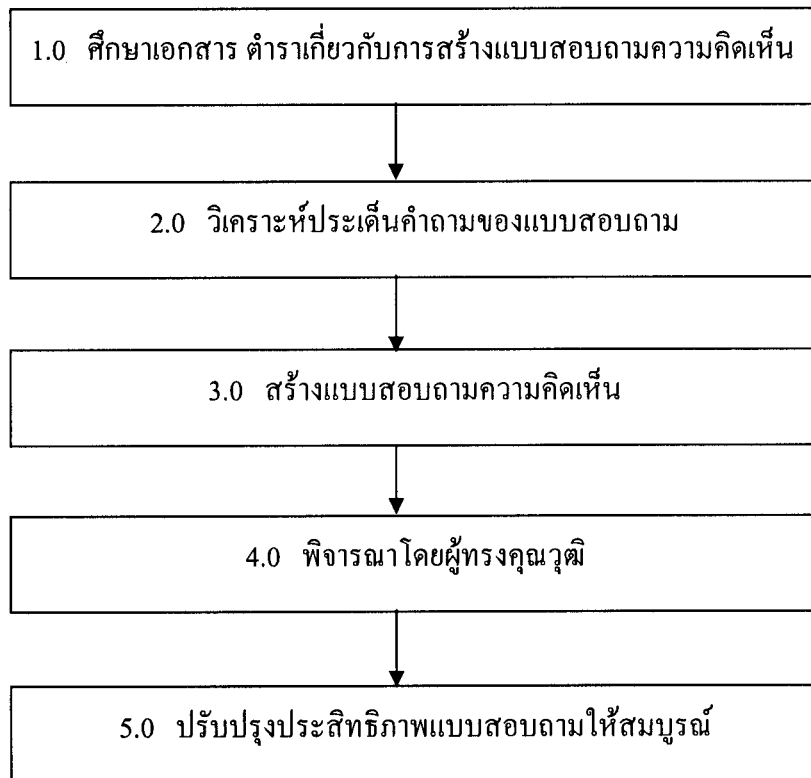 1.0 ศึกษาเอกสาร ตำราเกี่ยวกับการสร้างแบบสอบถามความคิดเห็น
2.0 วิเคราะห์ประเด็นคำถามของแบบสอบถาม
3.0 สร้างแบบสอบถามความคิดเห็น
4.0 พิจารณาโดยผู้ทรงคุณวุฒิ
5.0 ปรับปรุงประสิทธิภาพแบบสอบถามให้สมบูรณ์